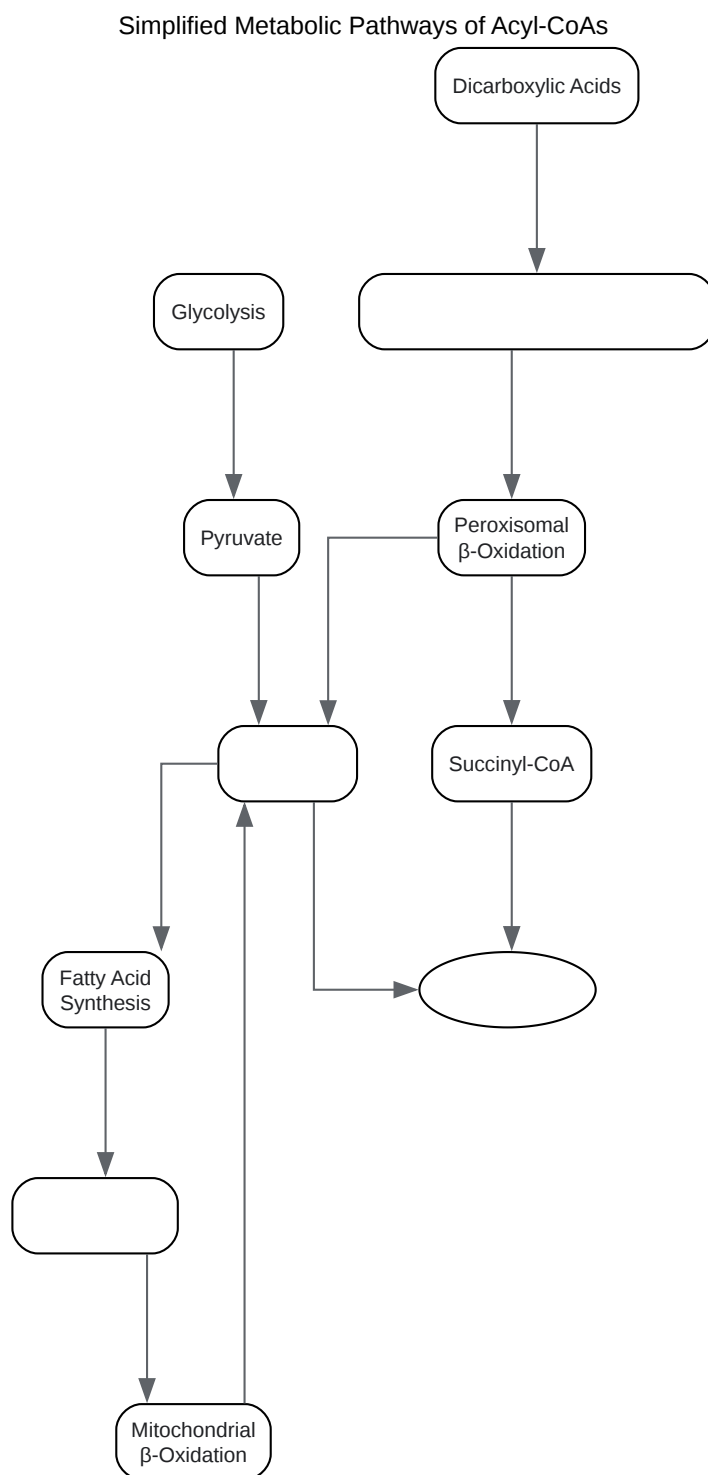 Simplified Metabolic Pathways of Acyl-CoAs
Dicarboxylic Acids
Glycolysis
Pyruvate
Peroxisomal
β-Oxidation
Succinyl-CoA
Fatty Acid
Synthesis
Mitochondrial
β-Oxidation